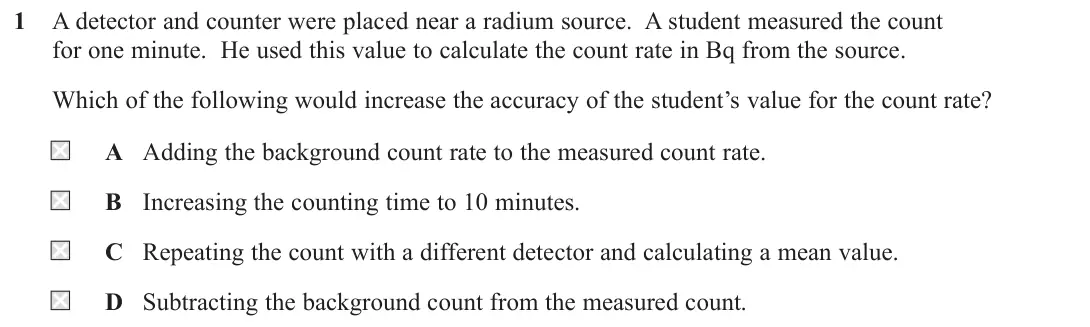 1 A detector and counter were placed near a radium source. A student measured the count
for one minute. He used this value to calculate the count rate in Bq from the source.
Which of the following would increase the accuracy of the student’s value for the count rate?
A Adding the background count rate to the measured count rate.
B Increasing the counting time to 10 minutes.
C Repeating the count with a different detector and calculating a mean value.
D Subtracting the background count from the measured count.